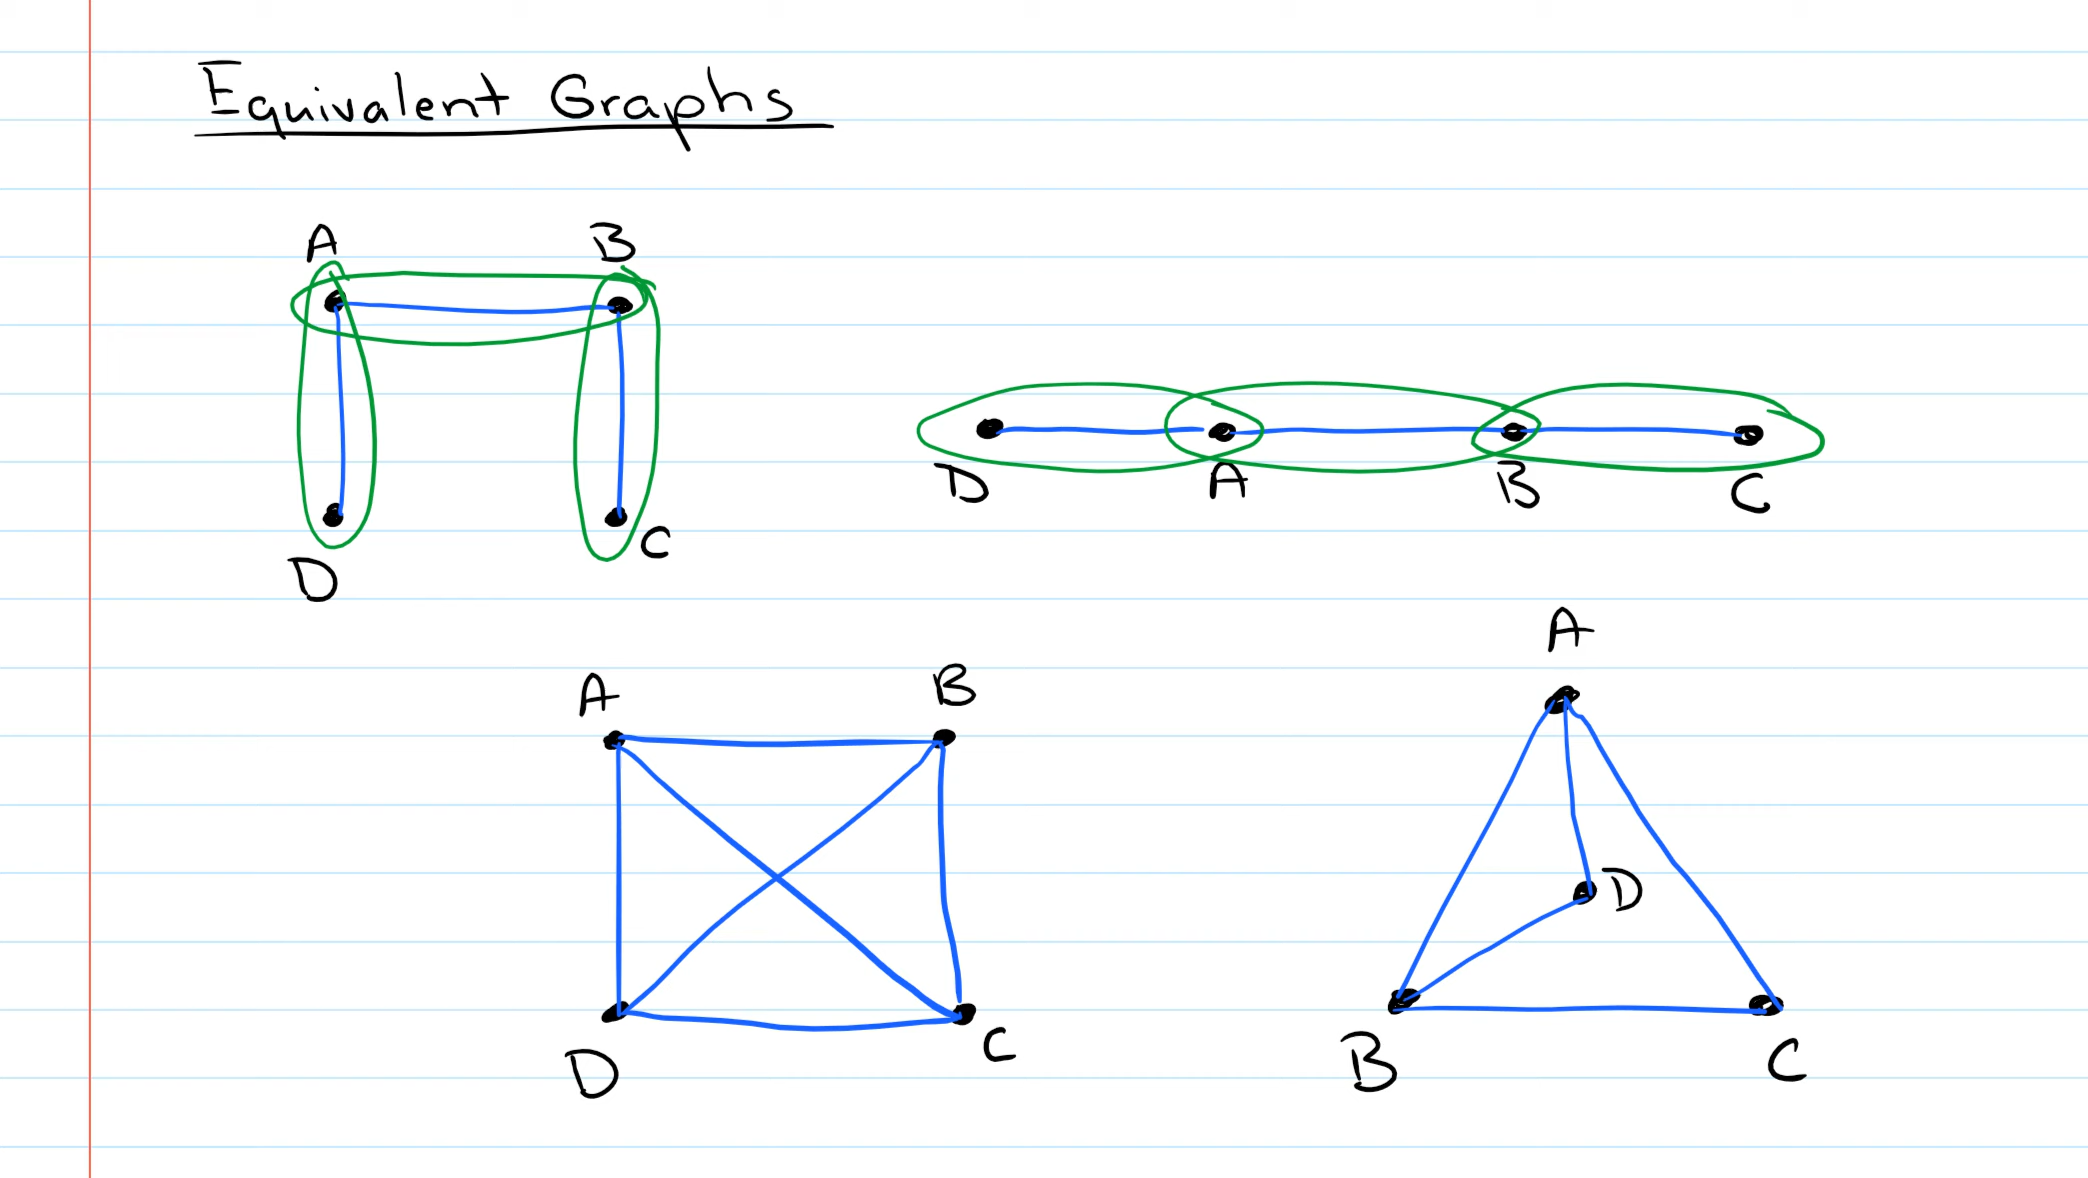 Equivalent Graphs
A B
D C
D A B C
A B
D C
A
D
B C